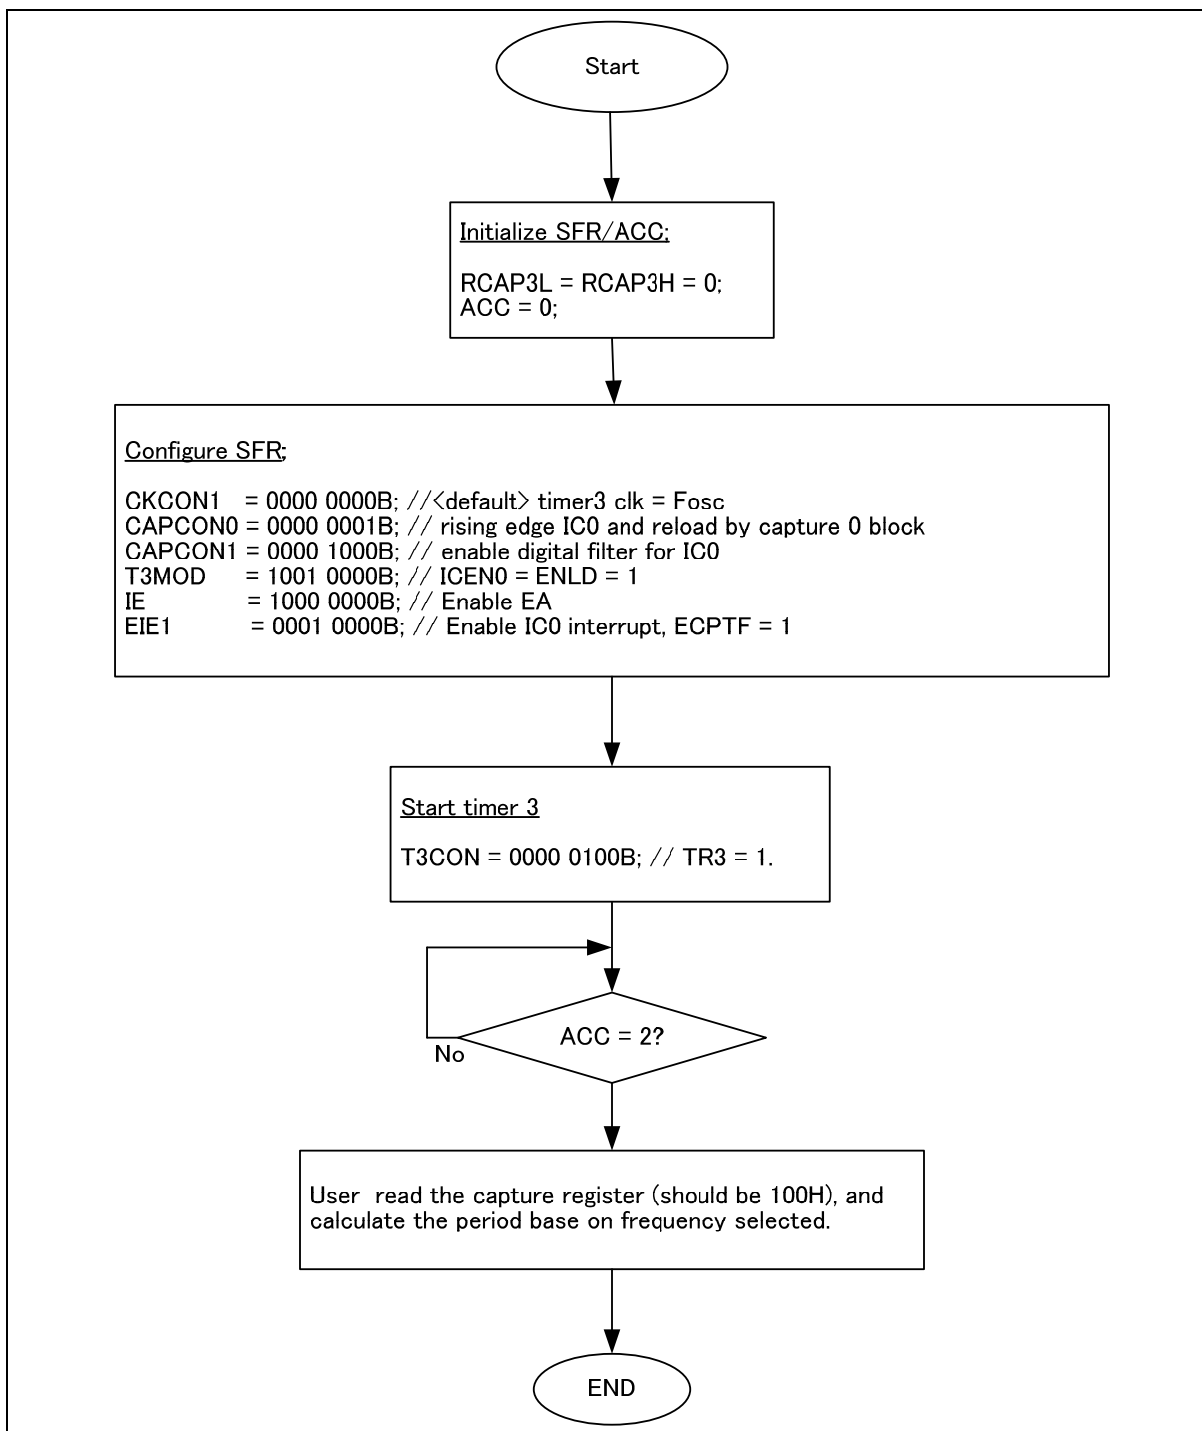 Start
Initialize SFR/ACC;
RCAP3L = RCAP3H = 0;
ACC = 0;
Configure SFR;
CKCON1 = 0000 0000B; //<default> timer3 clk = Fosc
CAPCON0 = 0000 0001B; // rising edge IC0 and reload by capture 0 block
CAPCON1 = 0000 1000B; // enable digital filter for IC0
T3MOD = 1001 0000B; // ICEN0 = ENLD = 1
IE = 1000 0000B; // Enable EA
EIE1 = 0001 0000B; // Enable IC0 interrupt, ECPTF = 1
Start timer 3
T3CON = 0000 0100B; // TR3 = 1.
ACC = 2?
No
User read the capture register (should be 100H), and
calculate the period base on frequency selected.
END